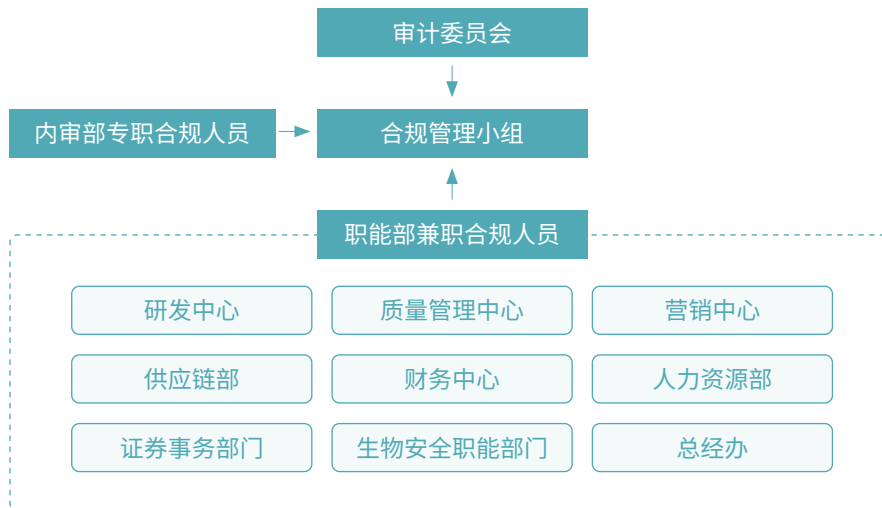 审计委员会
内审部专职合规人员
合规管理小组
职能部兼职合规人员
研发中心
质量管理中心
营销中心
供应链部
财务中心
人力资源部
证券事务部门
生物安全职能部门
总经办